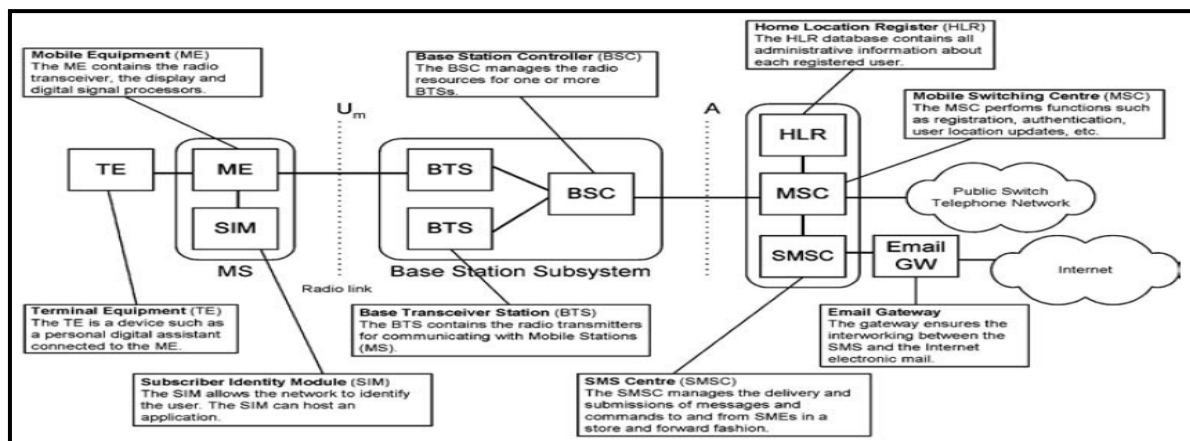 Home Location Register (HLR)
The HLR database contains all
administrative information about
each registered user.
Mobile Equipment (ME)
The ME contains the radio
transceiver, the display and
digital signal processors.
Base Station Controller (BSC)
The BSC manages the radio
resources for one or more
BTSs.
Mobile Switching Centre (MSC)
The MSC perfoms functions such
as registration, authentication,
user location updates, etc.
Um
A
TE
ME
SIM
MS
Radio link
BTS
BTS
BSC
Base Station Subsystem
HLR
MSC
SMSC
Public Switch
Telephone Network
Email
GW
Internet
Terminal Equipment (TE)
The TE is a device such as
a personal digital assistant
connected to the ME.
Base Transceiver Station (BTS)
The BTS contains the radio transmitters
for communicating with Mobile Stations
(MS).
Email Gateway
The gateway ensures the
interworking between the
SMS and the Internet
electronic mail.
Subscriber Identity Module (SIM)
The SIM allows the network to identify
the user. The SIM can host an
application.
SMS Centre (SMSC)
The SMSC manages the delivery and
submissions of messages and
commands to and from SMEs in a
store and forward fashion.